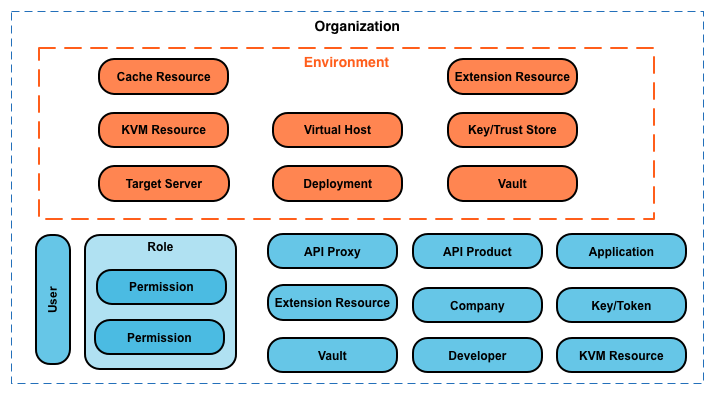 Organization
Environment
Cache Resource
Extension Resource
KVM Resource
Virtual Host
Key/Trust Store
Target Server
Deployment
Vault
User
Role
Permission
Permission
API Proxy
API Product
Application
Extension Resource
Company
Key/Token
Vault
Developer
KVM Resource